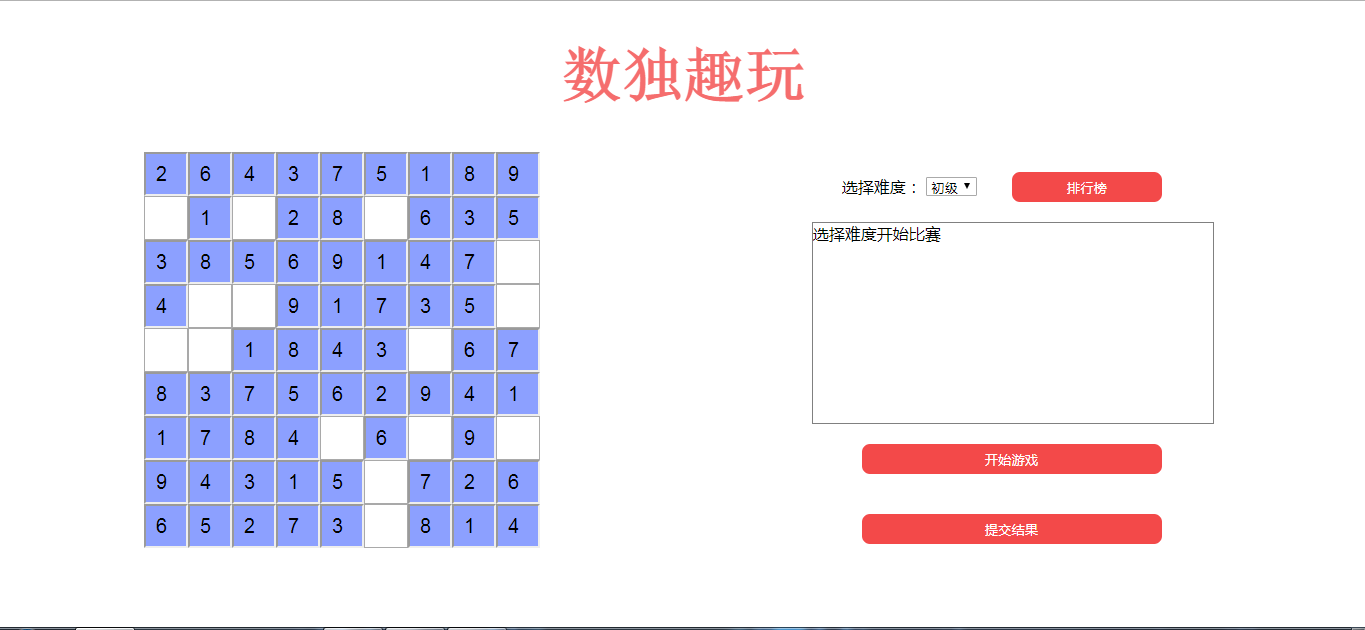 数独趣玩
2 6 4 3 7 5 1 8 9
1 2 8 6 3 5
3 8 5 6 9 1 4 7
4 9 1 7 3 5
1 8 4 3 6 7
8 3 7 5 6 2 9 4 1
1 7 8 4 6 9
9 4 3 1 5 7 2 6
6 5 2 7 3 8 1 4
选择难度： 初级 排行榜
选择难度开始比赛
开始游戏
提交结果